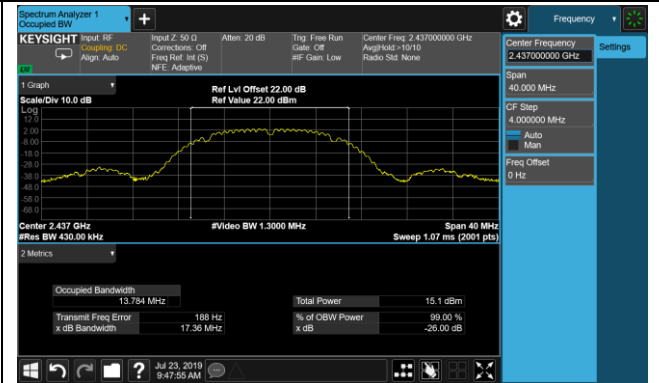 Spectrum Analyzer 1
Occupied BW
+
Frequency
KEYSIGHT
Input: RF
Coupling: DC
Align: Auto
Input Z: 50 Ω
Corrections: Off
Freq Ref: Int (S)
NFE: Adaptive
Atten: 20 dB
Trig: Free Run
Gate: Off
#IF Gain: Low
Center Freq: 2.437000000 GHz
Avg|Hold:>10/10
Radio Std: None
Center Frequency
2.437000000 GHz
Settings
Span
40.000 MHz
CF Step
4.000000 MHz
Auto
Man
Freq Offset
0 Hz
1 Graph
Scale/Div 10.0 dB
Ref Lvl Offset 22.00 dB
Ref Value 22.00 dBm
Log
12.0
2.00
-8.00
-18.0
-28.0
-38.0
-48.0
-58.0
-68.0
Center 2.437 GHz
#Res BW 430.00 kHz
#Video BW 1.3000 MHz
Span 40 MHz
Sweep 1.07 ms (2001 pts)
2 Metrics
Occupied Bandwidth
13.784 MHz
Total Power 15.1 dBm
Transmit Freq Error 188 Hz
% of OBW Power 99.00 %
x dB Bandwidth 17.36 MHz
x dB -26.00 dB
?
Jul 23, 2019
9:47:55 AM